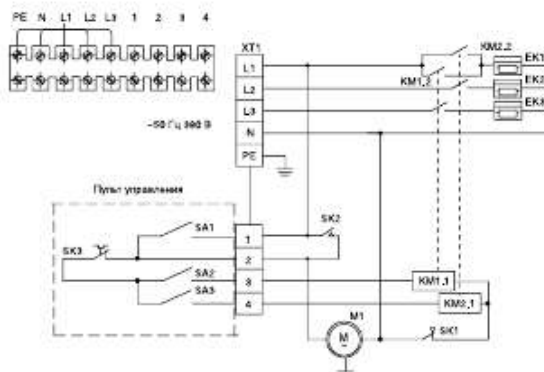 PE N L1 L2 L3 1 2 3 4
~50 Гц 380 В
XT1
L1
L2
L3
N
PE
KM2.2
KM1.2
EK1
EK2
EK3
Пульт управления
SK3
SA1
SA2
SA3
1
2
3
4
SK2
KM1.1
KM2.1
M1
M
SK1